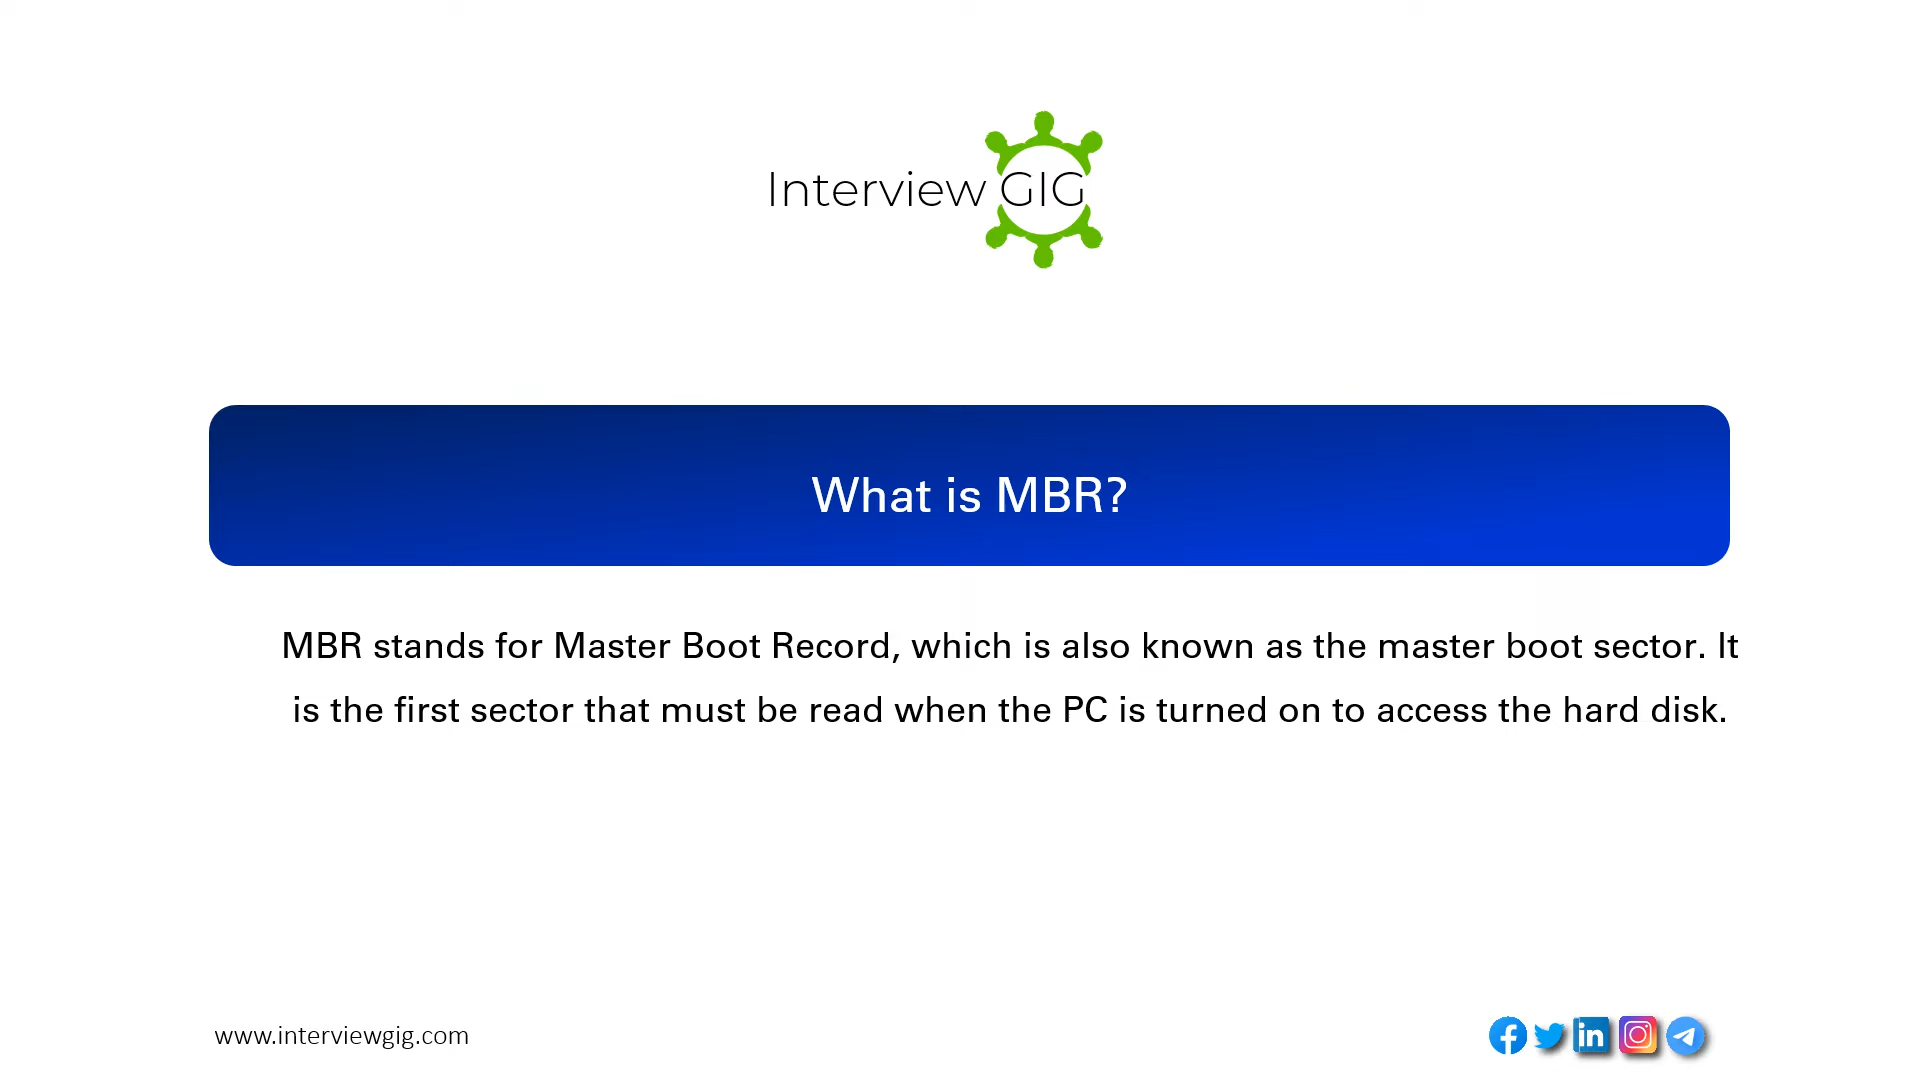 Interview GIG
What is MBR?
MBR stands for Master Boot Record, which is also known as the master boot sector. It
is the first sector that must be read when the PC is turned on to access the hard disk.
www.interviewgig.com
in